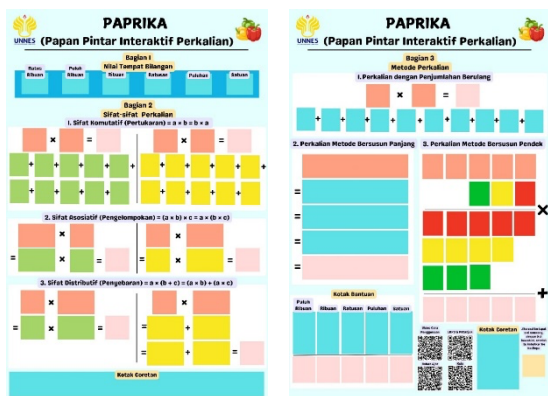 PAPRIKA
(Papan Pintar Interaktif Perkalian)
UNNES
Bagian 1
Nilai Tempat Bilangan
Ratus Ribuan
Puluh Ribuan
Ribuan
Ratusan
Puluhan
Satuan
Bagian 2
Sifat-sifat Perkalian
1. Sifat Komutatif (Pertukaran) = a × b = b × a
× =
× =
+ + + + +
+ + + +
+ + + +
+ + + +
2. Sifat Asosiatif (Pengelompokan) = (a × b) × c = a × (b × c)
× ×
= × = = × =
3. Sifat Distributif (Penyebaran) = a × (b + c) = (a × b) + (a × c)
× ×
= × = = +
= + =
Kotak Coretan
PAPRIKA
(Papan Pintar Interaktif Perkalian)
UNNES
Bagian 3
Metode Perkalian
1. Perkalian dengan Penjumlahan Berulang
× =
+ + + + + + + + +
2. Perkalian Metode Bersusun Panjang
=
=
=
=
Kotak Bantuan
Puluh Ribuan
Ribuan
Ratusan
Puluhan
Satuan
3. Perkalian Metode Bersusun Pendek
×
+
Kotak Coretan